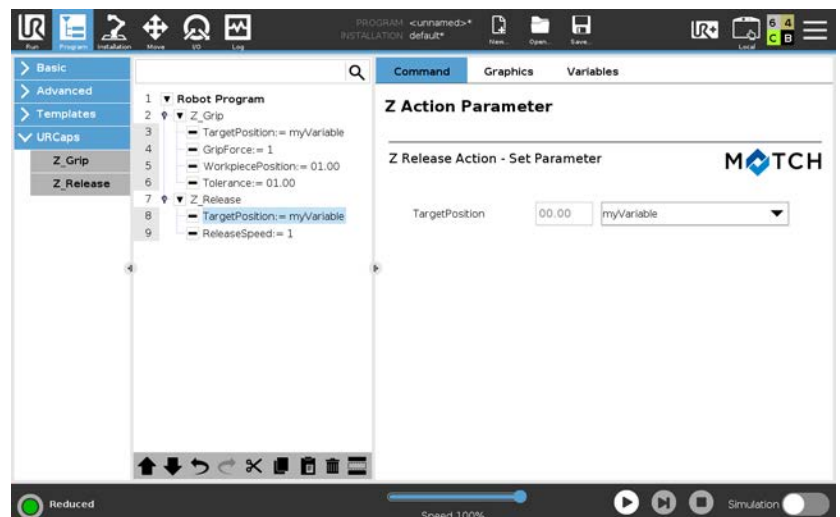 PROGRAM <unnamed>*
INSTALLATION default*
Run Program Installation Move I/O Log New... Open... Save... UR+ Local 6 4 C B
Basic
Advanced
Templates
URCaps
Z_Grip
Z_Release
1 Robot Program
2 Z_Grip
3 TargetPosition:= myVariable
4 GripForce:= 1
5 WorkpiecePosition:= 01.00
6 Tolerance:= 01.00
7 Z_Release
8 TargetPosition:= myVariable
9 ReleaseSpeed:= 1
Command Graphics Variables
Z Action Parameter
Z Release Action - Set Parameter MATCH
TargetPosition 00.00 myVariable
Reduced
Speed 100%
Simulation